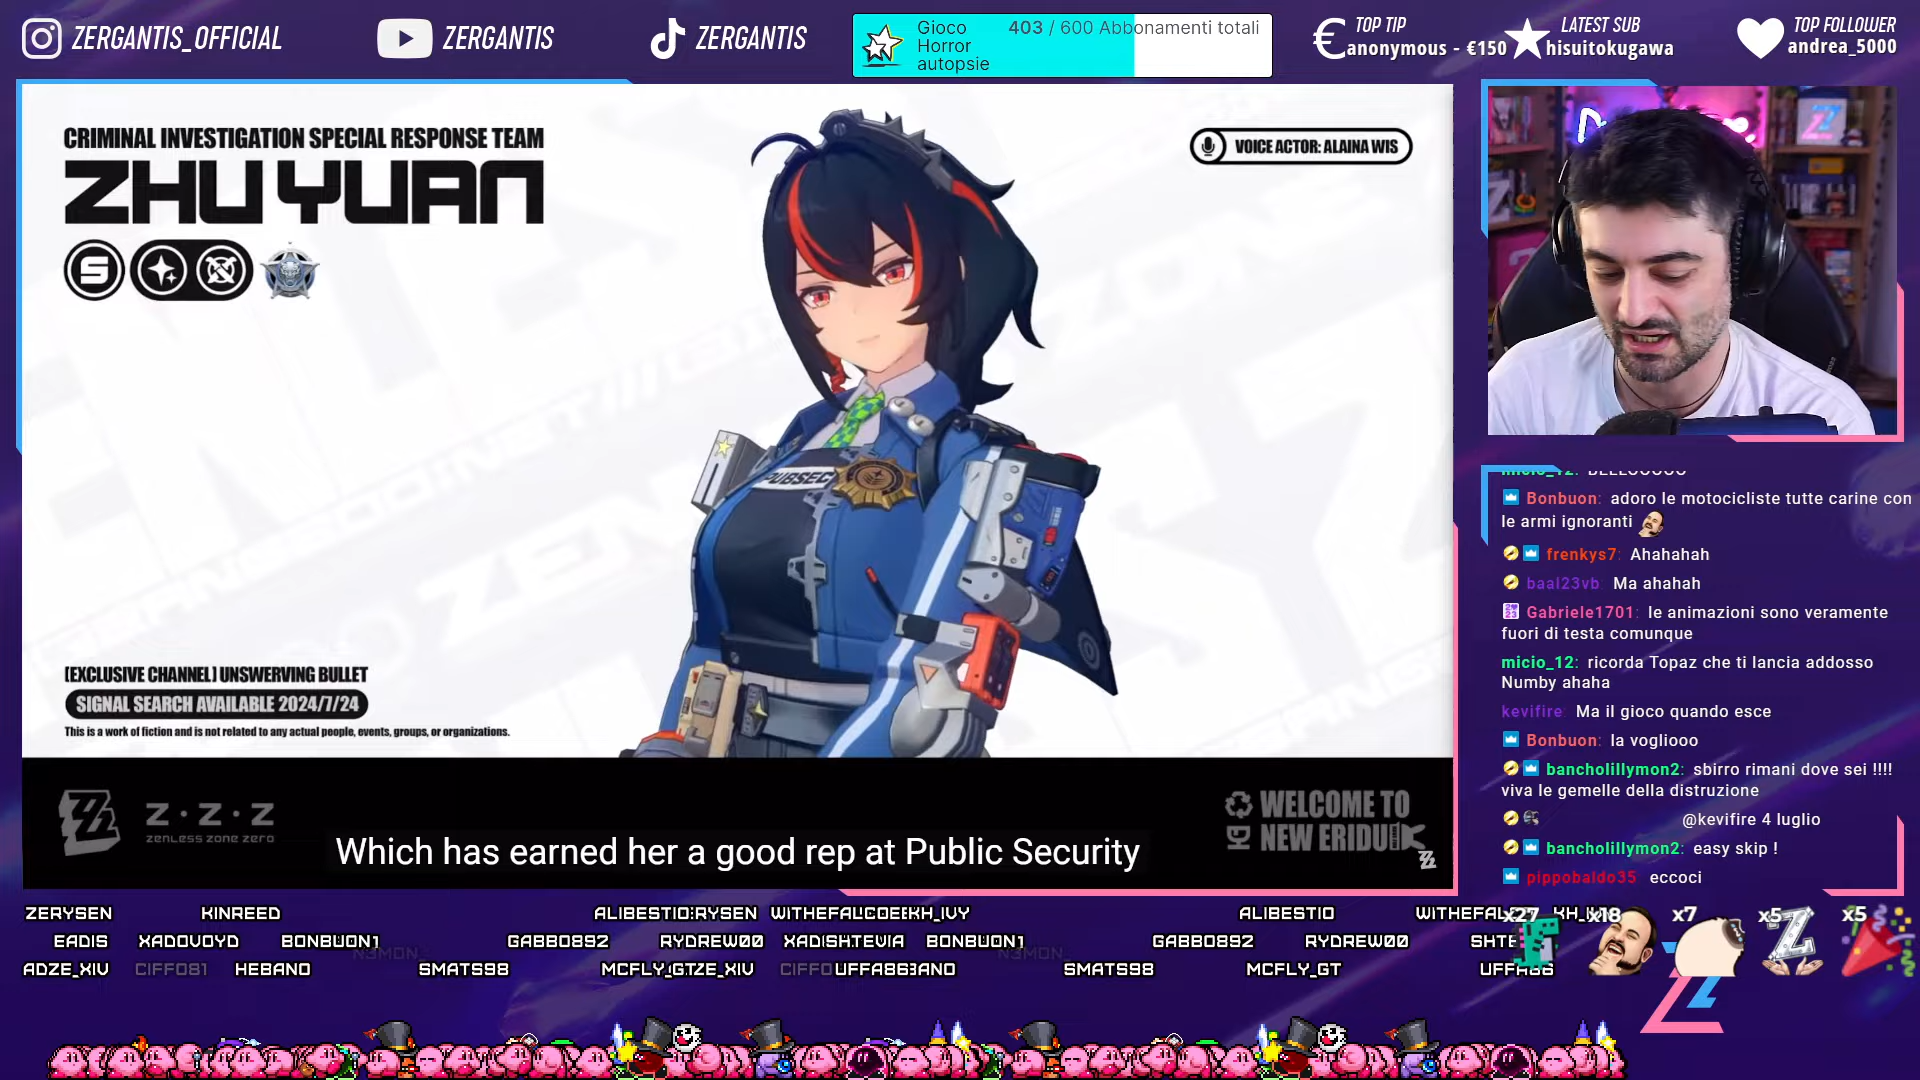 ZERGANTIS_OFFICIAL
ZERGANTIS
ZERGANTIS
Gioco Horror autopsie
403 / 600 Abbonamenti totali
TOP TIP
anonymous - €150
LATEST SUB
hisuitokugawa
TOP FOLLOWER
andrea_5000
CRIMINAL INVESTIGATION SPECIAL RESPONSE TEAM
ZHU YUAN
VOICE ACTOR: ALAINA WIS
PUBSEC
[EXCLUSIVE CHANNEL] UNSWERVING BULLET
SIGNAL SEARCH AVAILABLE 2024/7/24
This is a work of fiction and is not related to any actual people, events, groups, or organizations.
Z·Z·Z
ZENLESS ZONE ZERO
WELCOME TO
NEW ERIDU
Which has earned her a good rep at Public Security
Bonbuon: adoro le motocicliste tutte carine con
le armi ignoranti
frenkys7: Ahahahah
baal23vb: Ma ahahah
Gabriele1701: le animazioni sono veramente
fuori di testa comunque
micio_12: ricorda Topaz che ti lancia addosso
Numby ahaha
kevifire: Ma il gioco quando esce
Bonbuon: la vogliooo
bancholillymon2: sbirro rimani dove sei !!!!
viva le gemelle della distruzione
@kevifire 4 luglio
bancholillymon2: easy skip !
pippobaldo35: eccoci
ZERYSEN KINREED ALIBESTIO WITHEFALCO KH_IVY ALIBESTIO
EADIS XADOVOYD BONBUON1 GABBO892 RYDREW00 BONBUON1 GABBO892 RYDREW00
ADZE_XIV CIFFO81 HEBANO SMATS98 MCFLY_GT UFFA86 SMATS98 MCFLY_GT UFFA86
x27 x18 x7 x5 x5